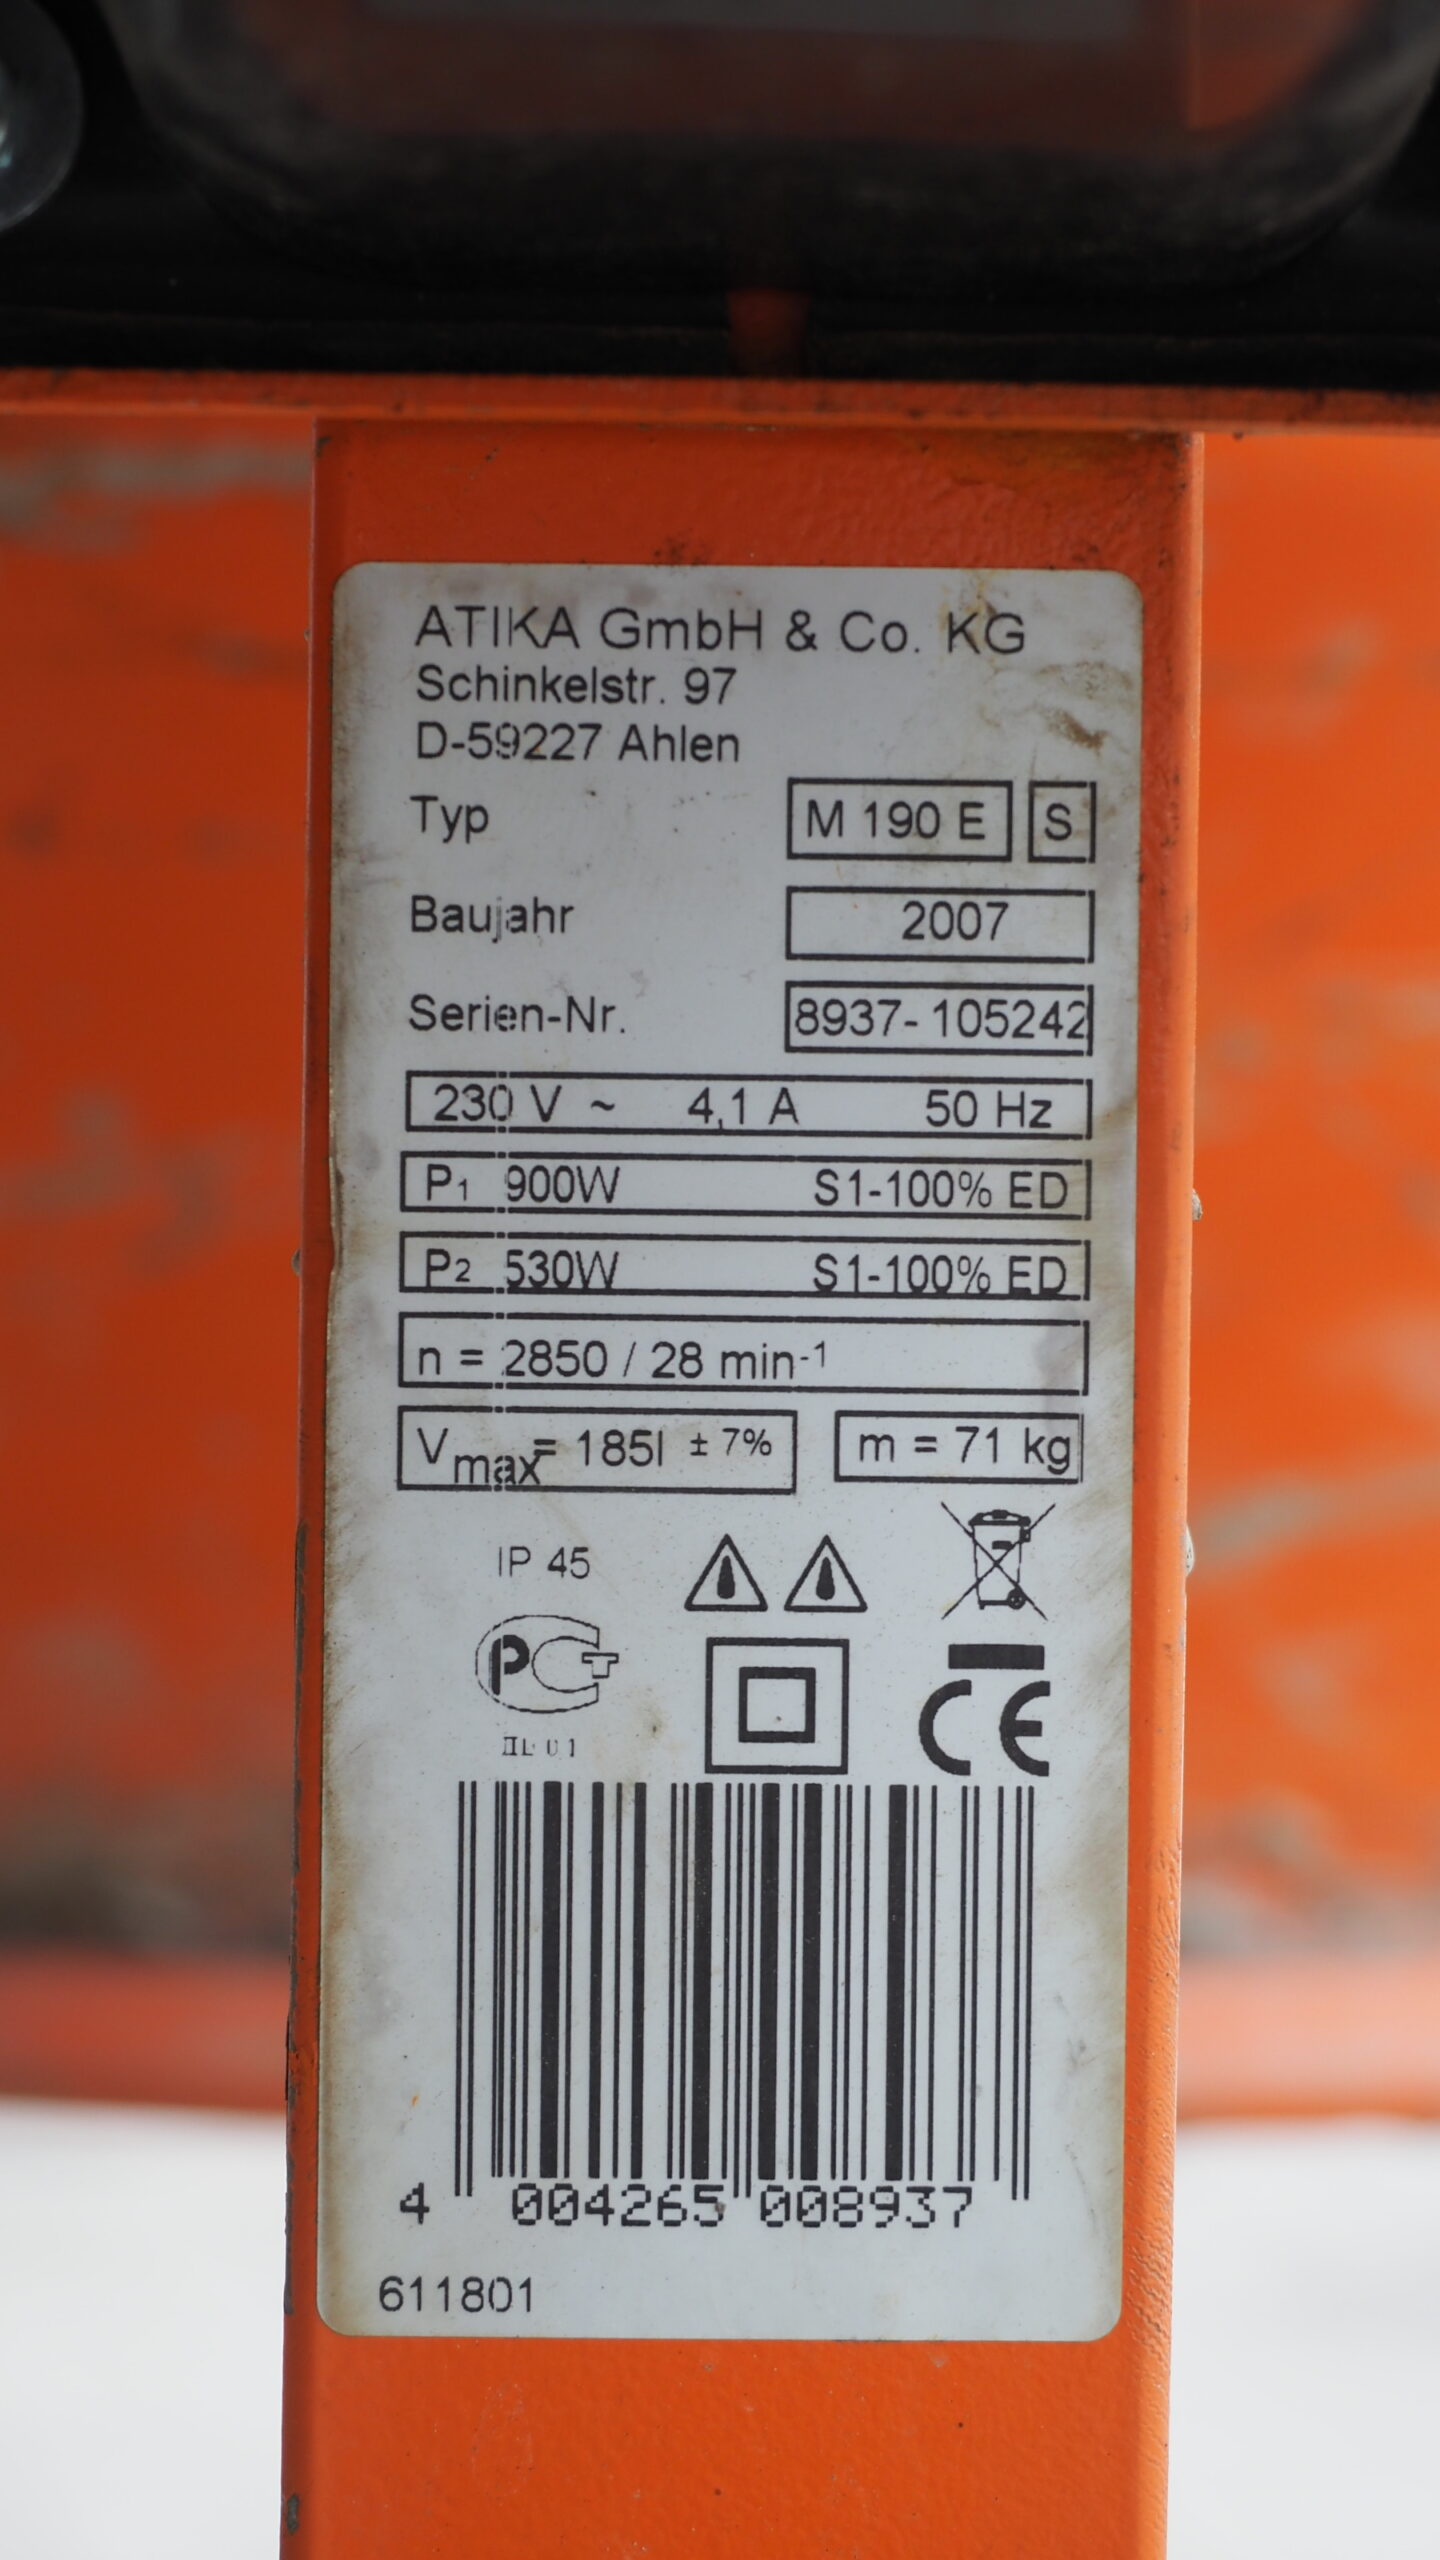 ATIKA GmbH & Co. KG
Schinkelstr. 97
D-59227 Ahlen
Typ M 190 E S
Baujahr 2007
Serien-Nr. 8937- 105242
230 V ~ 4,1 A 50 Hz
P1 900W S1-100% ED
P2 530W S1-100% ED
n = 2850 / 28 min-1
Vmax= 185l ± 7% m = 71 kg
IP 45
РСТ
CE
4 004265 008937
611801